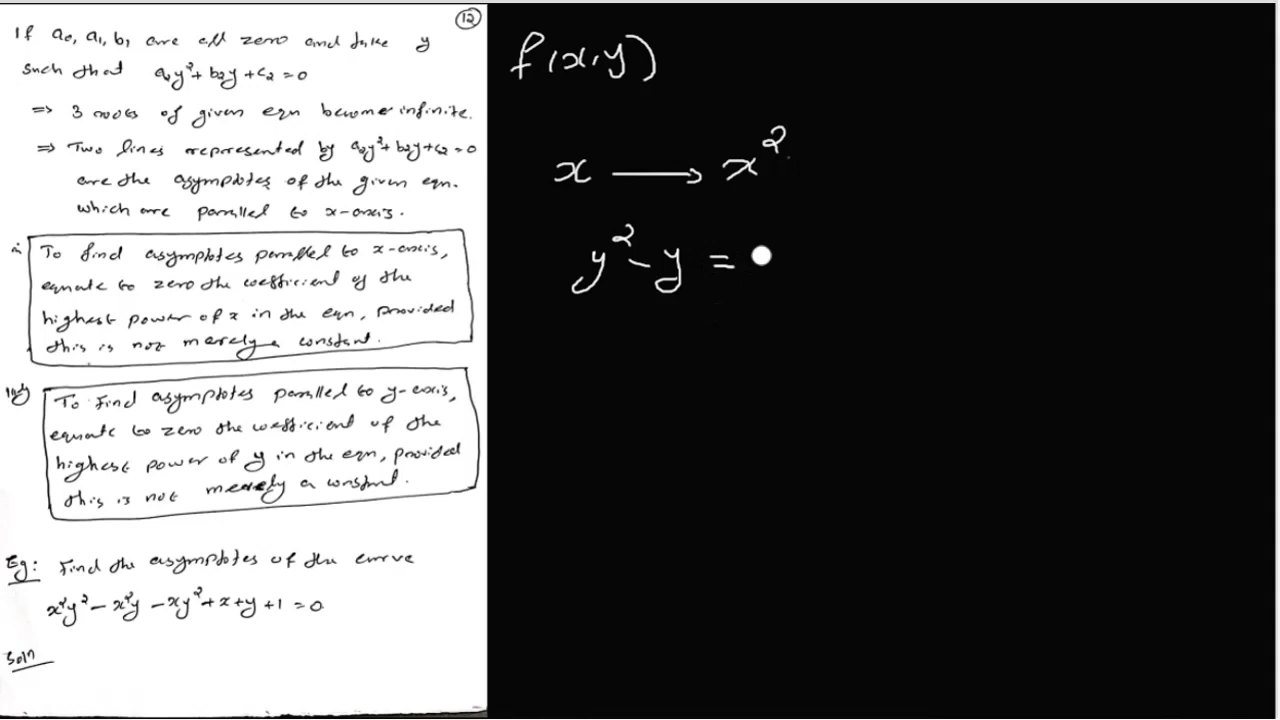 12
If a₀, a₁, b₁ are all zero and take y
such that a₂y²+ b₂y + c₂ = 0
⇒ 3 roots of given eqn become infinite.
⇒ Two lines represented by a₂y²+ b₂y + c₂ = 0
are the asymptotes of the given eqn.
which are parallel to x-axis.
To find asymptotes parallel to x-axis,
equate to zero the coefficient of the
highest power of x in the eqn, provided
this is not merely a constant.
llly
To find asymptotes parallel to y-axis,
equate to zero the coefficient of the
highest power of y in the eqn, provided
this is not merely a constant.
Eg: Find the asymptotes of the curve
x²y² - x²y - xy² + x + y + 1 = 0
Soln
f(x,y)
x ⟶ x²
y² - y =